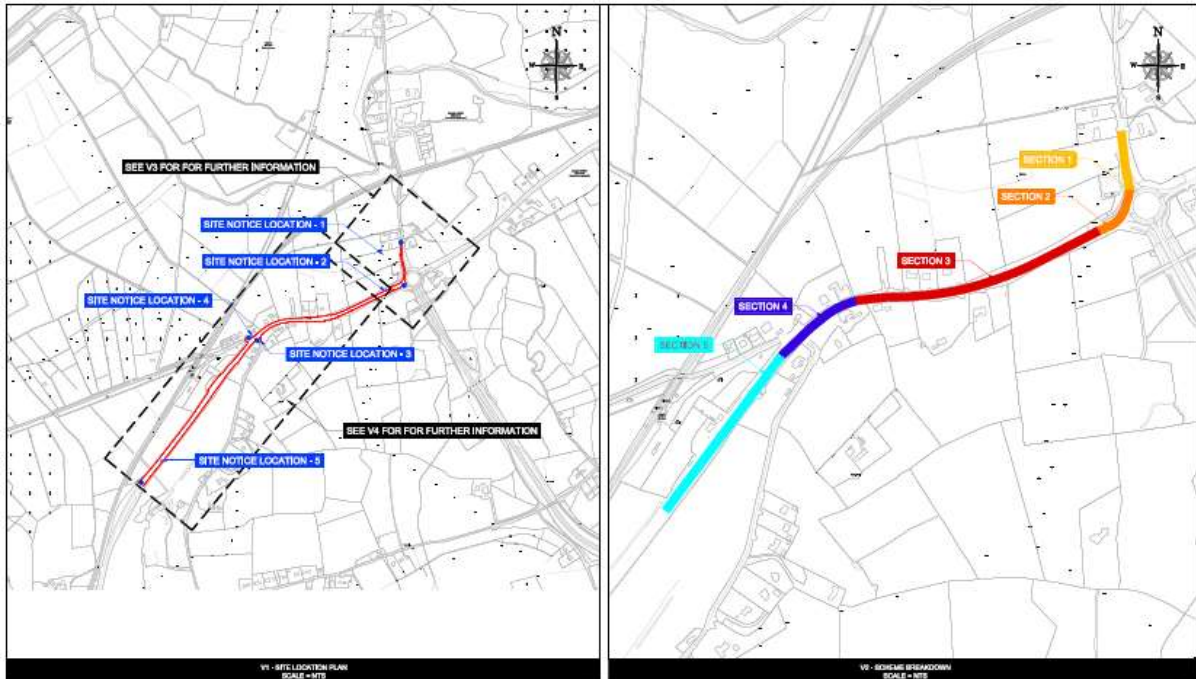 N
W
E
S
SEE V3 FOR FOR FURTHER INFORMATION
SITE NOTICE LOCATION - 1
SITE NOTICE LOCATION - 2
SITE NOTICE LOCATION - 4
SITE NOTICE LOCATION - 3
SEE V4 FOR FOR FURTHER INFORMATION
SITE NOTICE LOCATION - 5
V1 - SITE LOCATION PLAN
SCALE = NTS
N
W
E
S
SECTION 1
SECTION 2
SECTION 3
SECTION 4
SECTION 5
V2 - SCHEME BREAKDOWN
SCALE = NTS